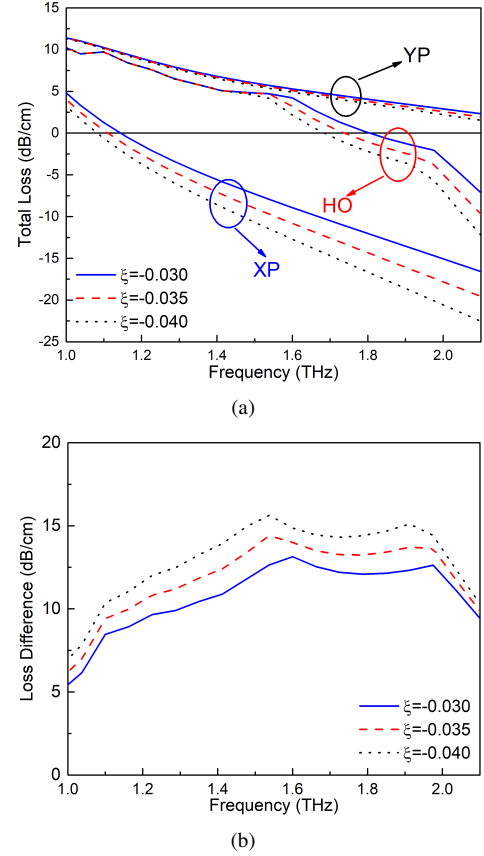 15
10
5
0
-5
-10
-15
-20
-25
Total Loss (dB/cm)
YP
HO
XP
ξ=-0.030
ξ=-0.035
ξ=-0.040
1.0 1.2 1.4 1.6 1.8 2.0
Frequency (THz)
(a)
20
15
10
5
0
Loss Difference (dB/cm)
ξ=-0.030
ξ=-0.035
ξ=-0.040
1.0 1.2 1.4 1.6 1.8 2.0
Frequency (THz)
(b)